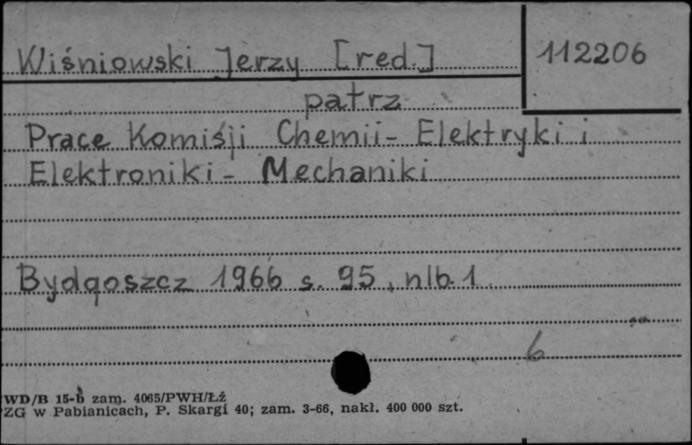 Wiśniowski Jerzy [red.]
112206
patrz
Prace Komisji Chemii - Elektryki i
Elektroniki - Mechaniki
Bydgoszcz 1966 s. 95, nlb. 1
6
WD/B 15-b zam. 4065/PWH/Łź
ZG w Pabianicach, P. Skargi 40; zam. 3-66, nakł. 400 000 szt.